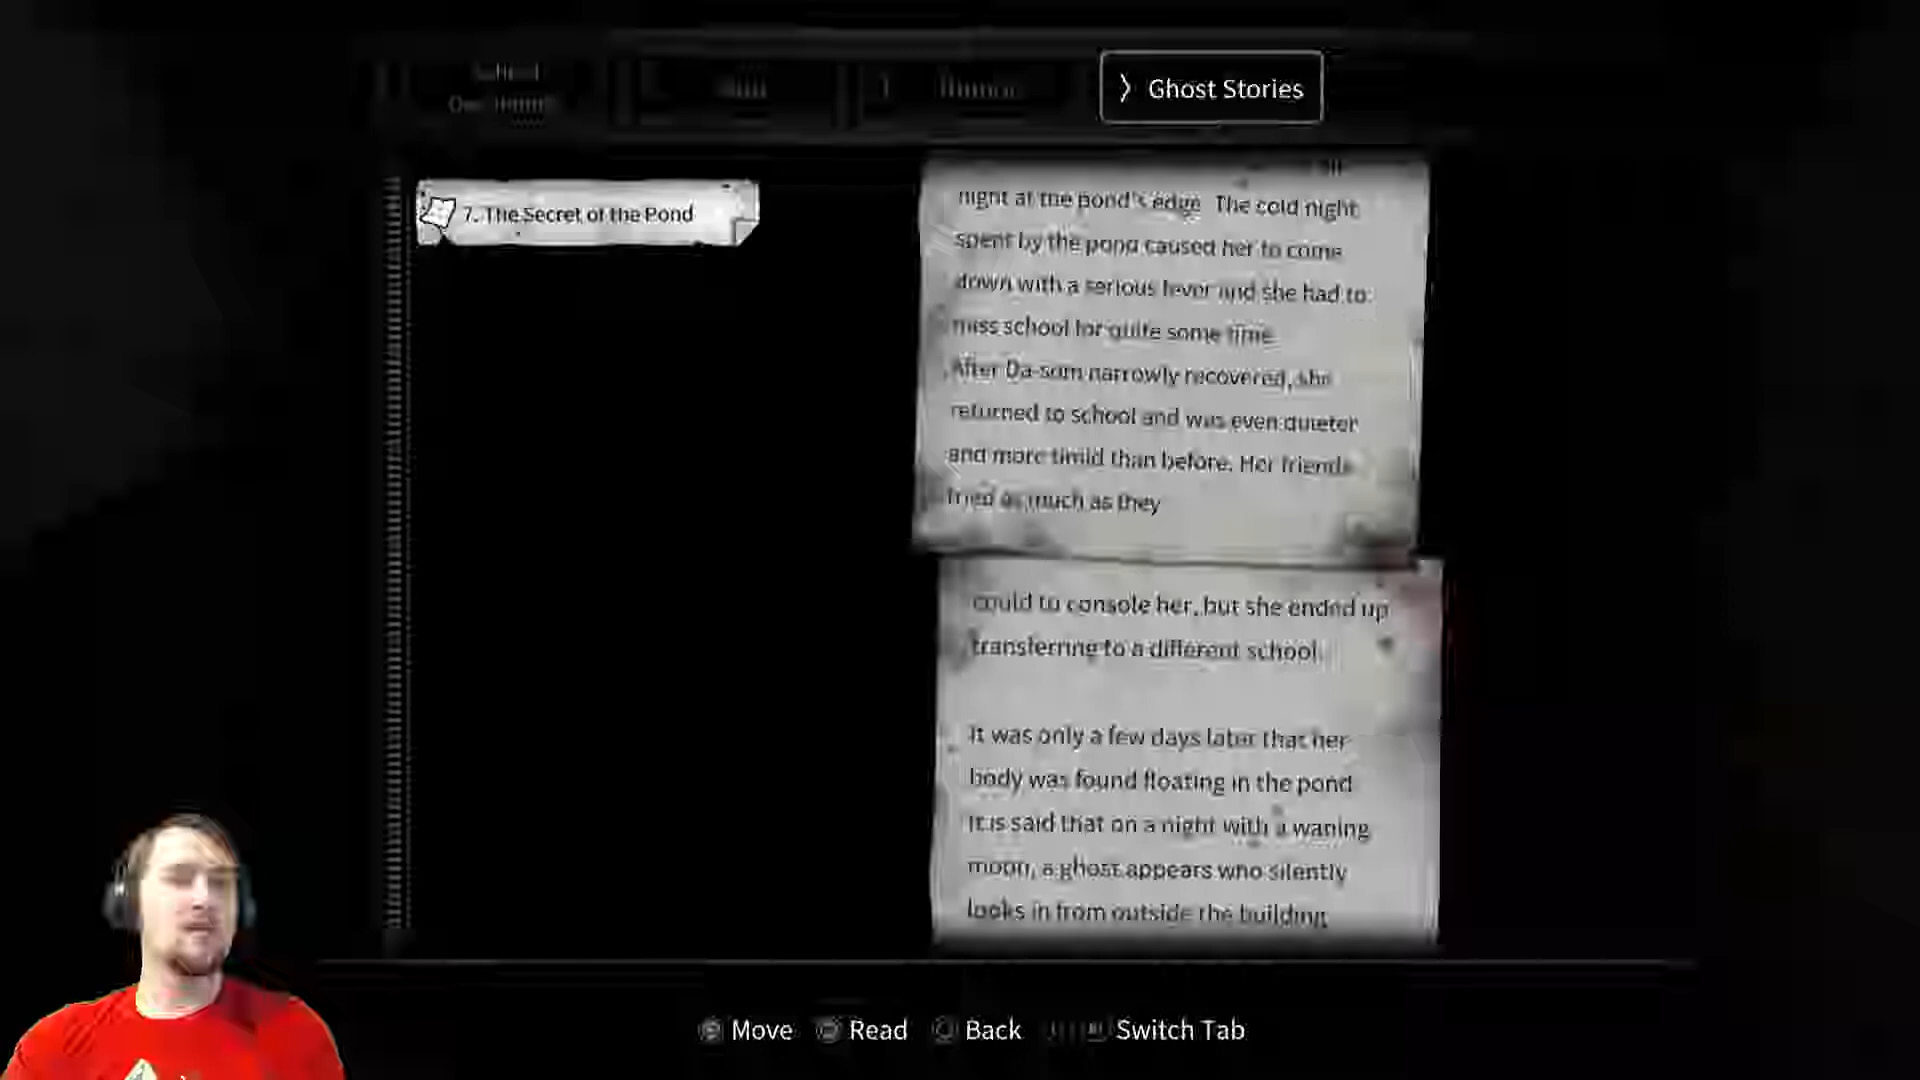 School
Ghost Stories
7. The Secret of the Pond
night at the pond's edge. The cold night
spent by the pond caused her to come
down with a serious fever and she had to
miss school for quite some time.
After Da-som narrowly recovered, she
returned to school and was even quieter
and more timid than before. Her friends
tried as much as they
could to console her, but she ended up
transferring to a different school.
It was only a few days later that her
body was found floating in the pond.
It is said that on a night with a waning
moon, a ghost appears who silently
looks in from outside the building
Move Read Back Switch Tab